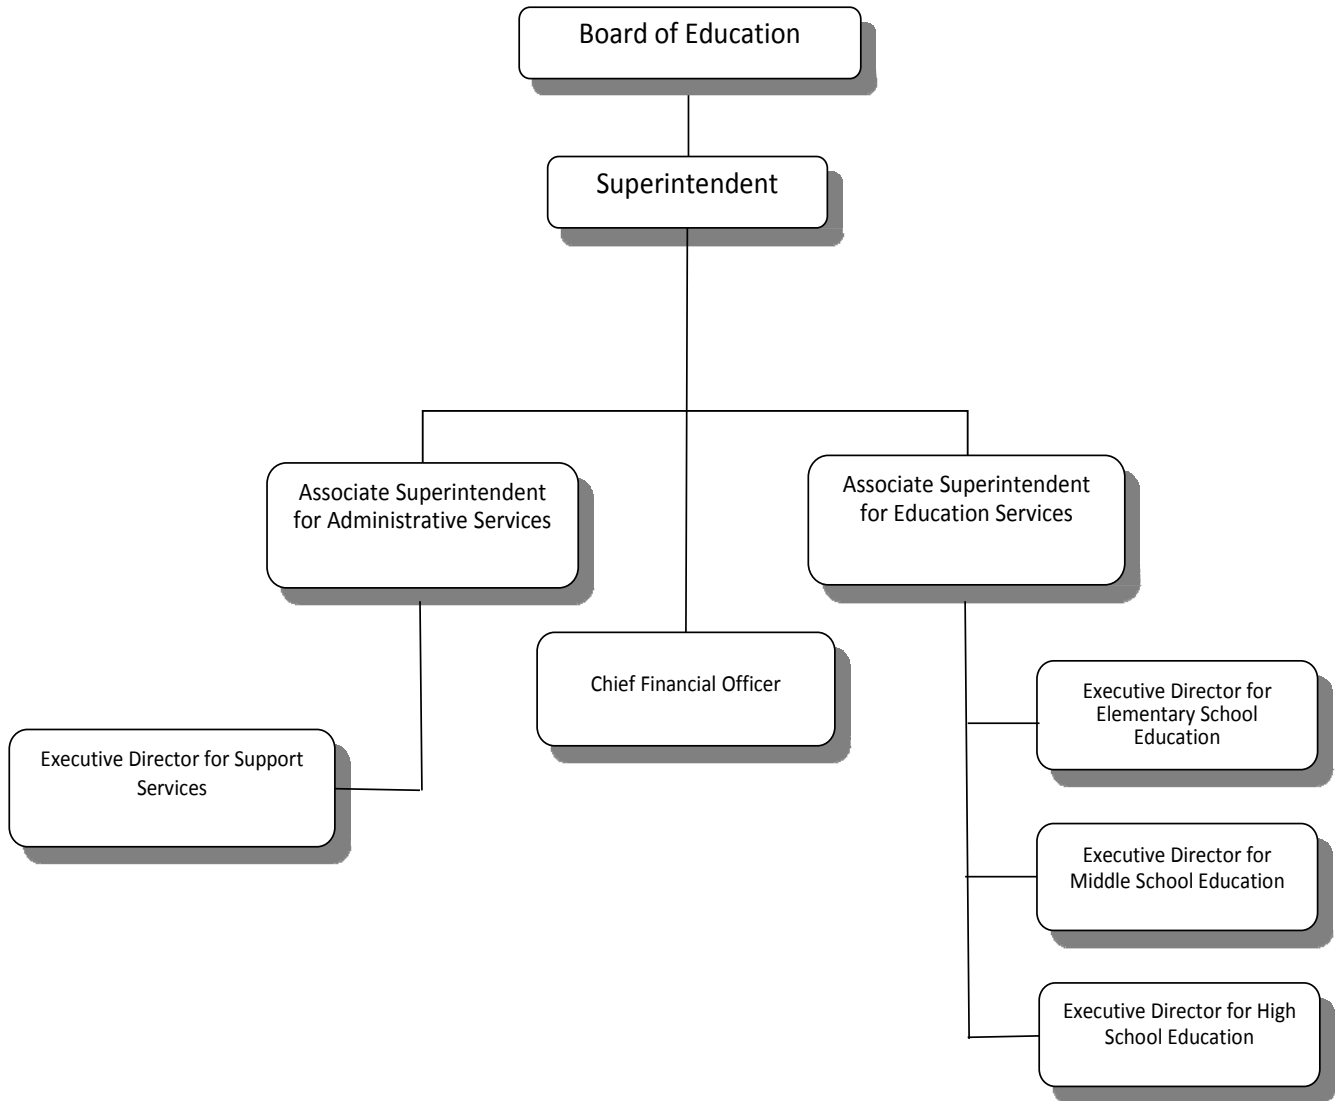 Board of Education
Superintendent
Associate Superintendent
for Administrative Services
Associate Superintendent
for Education Services
Chief Financial Officer
Executive Director for Support
Services
Executive Director for
Elementary School
Education
Executive Director for
Middle School Education
Executive Director for High
School Education